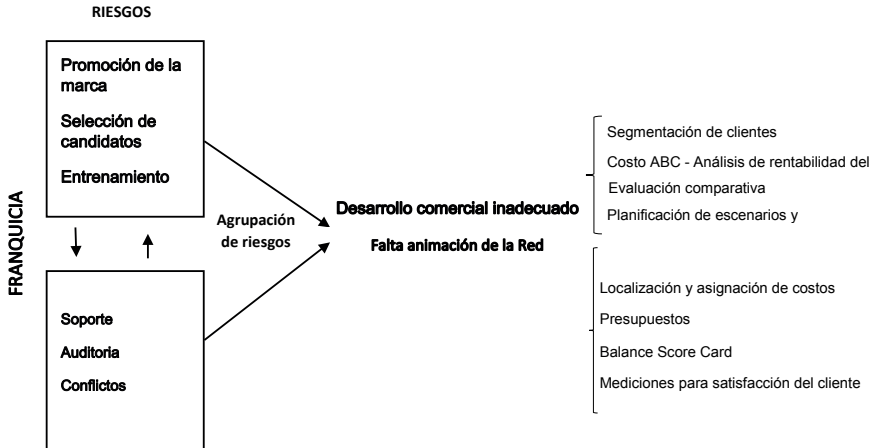 RIESGOS
FRANQUICIA
Promoción de la
marca
Selección de
candidatos
Entrenamiento
Soporte
Auditoria
Conflictos
Agrupación
de riesgos
Desarrollo comercial inadecuado
Falta animación de la Red
Segmentación de clientes
Costo ABC - Análisis de rentabilidad del
Evaluación comparativa
Planificación de escenarios y
Localización y asignación de costos
Presupuestos
Balance Score Card
Mediciones para satisfacción del cliente